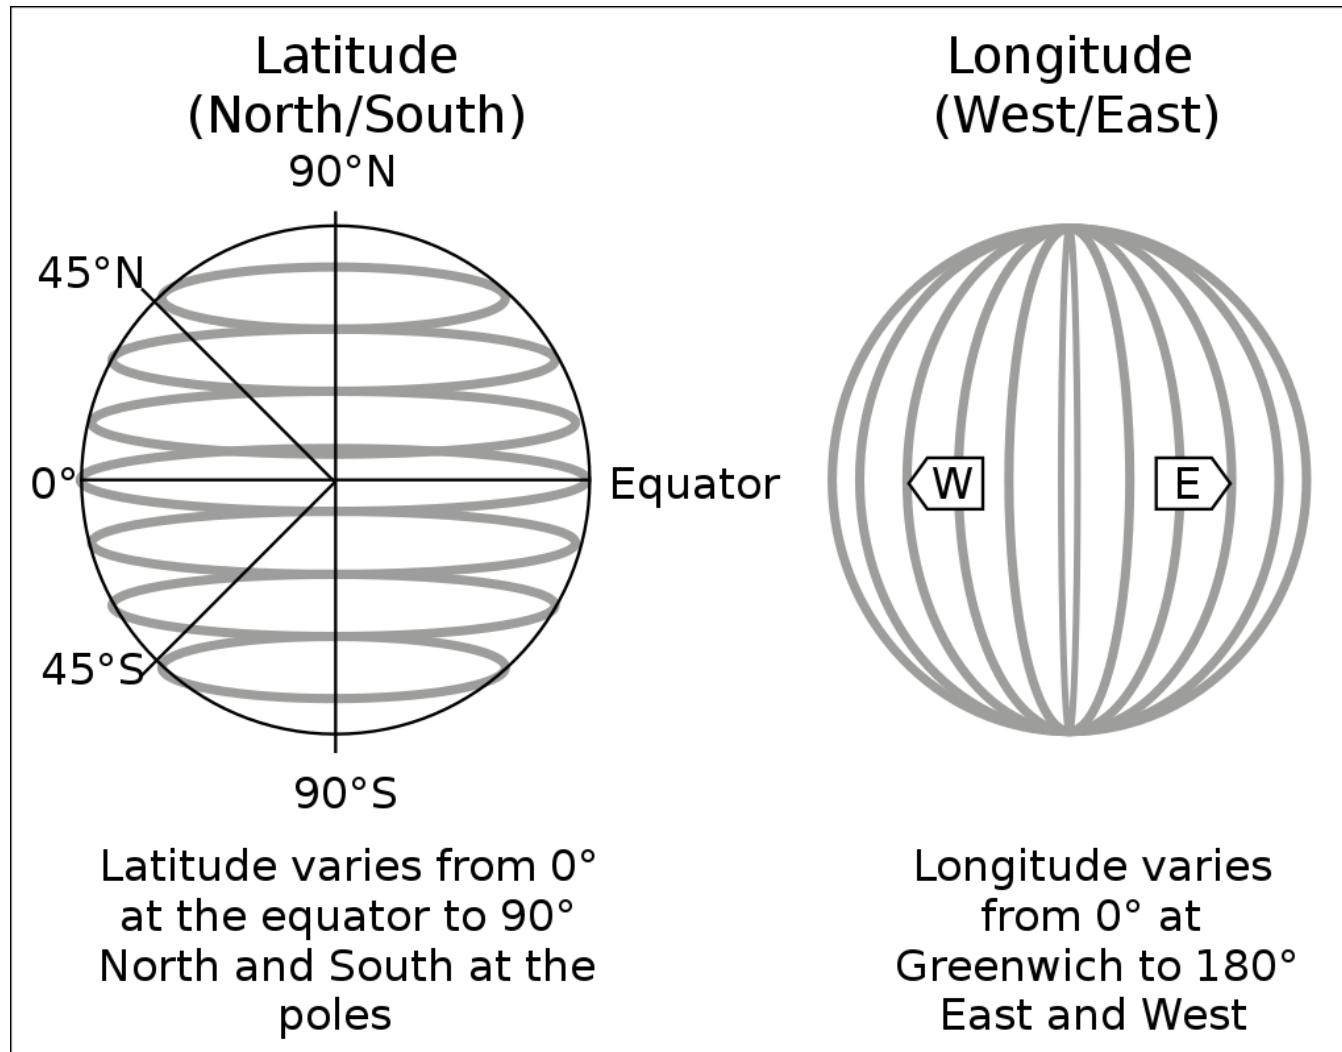 Latitude
(North/South)
90°N
45°N
0°
Equator
45°S
90°S
Latitude varies from 0°
at the equator to 90°
North and South at the
poles
Longitude
(West/East)
W
E
Longitude varies
from 0° at
Greenwich to 180°
East and West